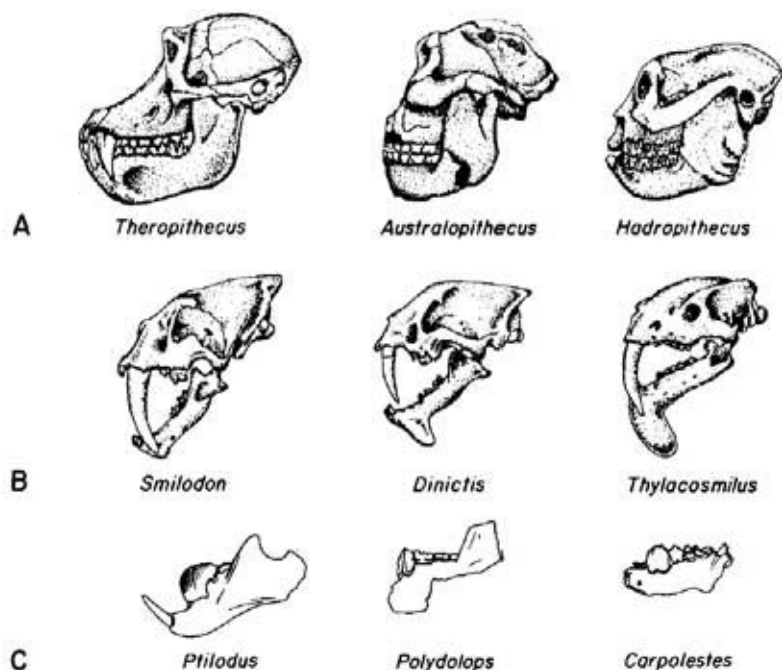 A Theropithecus Australopithecus Hadropithecus
B Smilodon Dinictis Thylacosmilus
C Ptilodus Polydolops Carpolestes